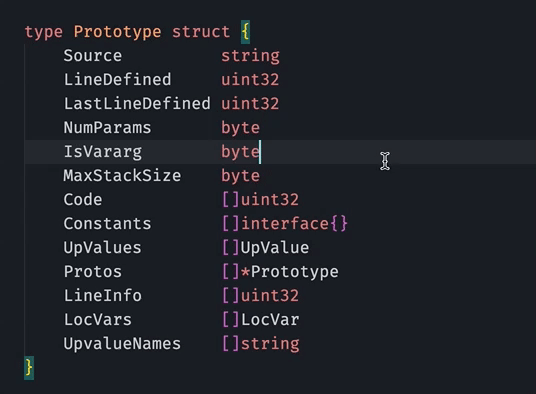 type Prototype struct {
    Source          string
    LineDefined     uint32
    LastLineDefined uint32
    NumParams       byte
    IsVararg        byte
    MaxStackSize    byte
    Code            []uint32
    Constants       []interface{}
    UpValues        []UpValue
    Protos          []*Prototype
    LineInfo        []uint32
    LocVars         []LocVar
    UpvalueNames    []string
}